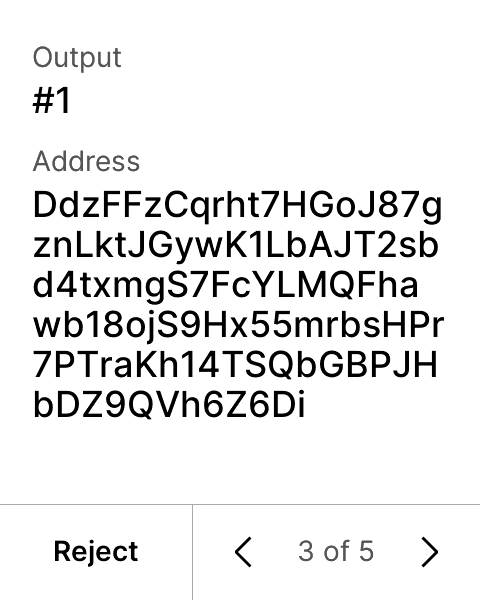 Output
#1
Address
DdzFFzCqrht7HGoJ87g
znLktJGywK1LbAJT2sb
d4txmgS7FcYLMQFha
wb18ojS9Hx55mrbsHPr
7PTraKh14TSQbGBPJH
bDZ9QVh6Z6Di
Reject
3 of 5